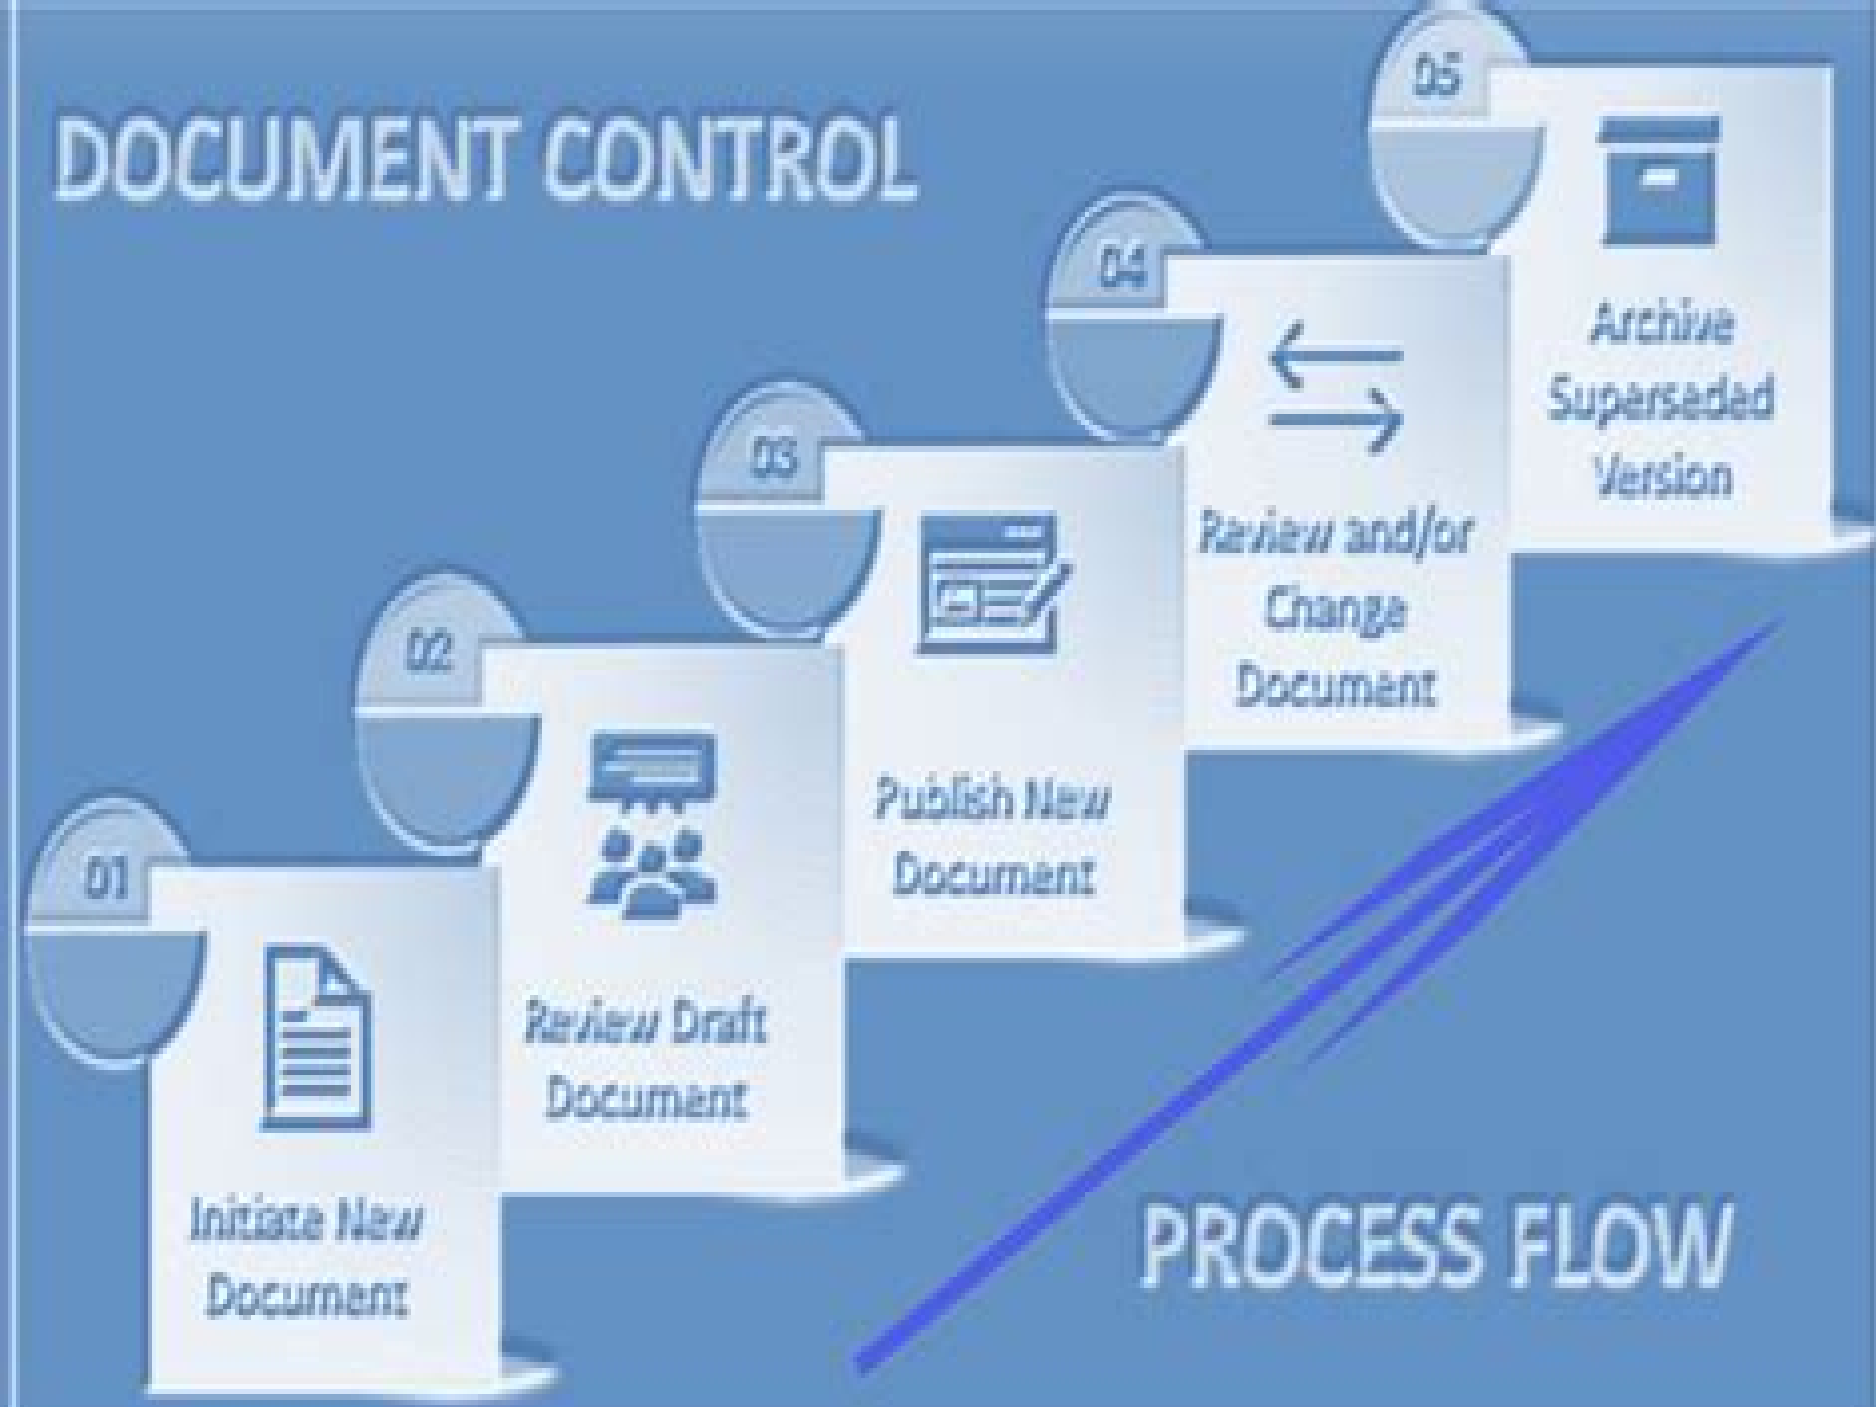 DOCUMENT CONTROL
01
Initiate New
Document
02
Review Draft
Document
03
Publish New
Document
04
Review and/or
Change
Document
05
Archive
Superseded
Version
PROCESS FLOW